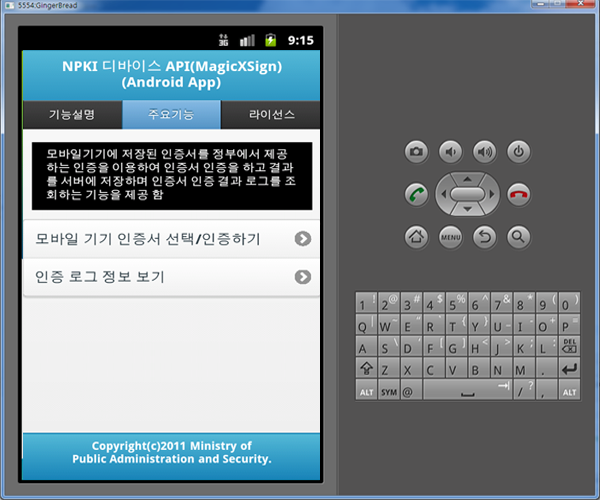 5554:GingerBread
3G 9:15
NPKI 디바이스 API(MagicXSign)
(Android App)
기능설명 주요기능 라이선스
모바일기기에 저장된 인증서를 정부에서 제공
하는 인증을 이용하여 인증서 인증을 하고 결과
를 서버에 저장하며 인증서 인증 결과 로그를 조
회하는 기능을 제공 함
모바일 기기 인증서 선택/인증하기
인증 로그 정보 보기
Copyright(c)2011 Ministry of
Public Administration and Security.
MENU
1 ! 2 @ 3 # 4 $ 5 % 6 ^ 7 & 8 * 9 ( 0 )
Q | W ~ E " R ` T { Y } U _ I - O + P =
A S \ D ' F [ G ] H < J > K ; L : DEL
Z X C V B N M .
ALT SYM @ / ? , ALT